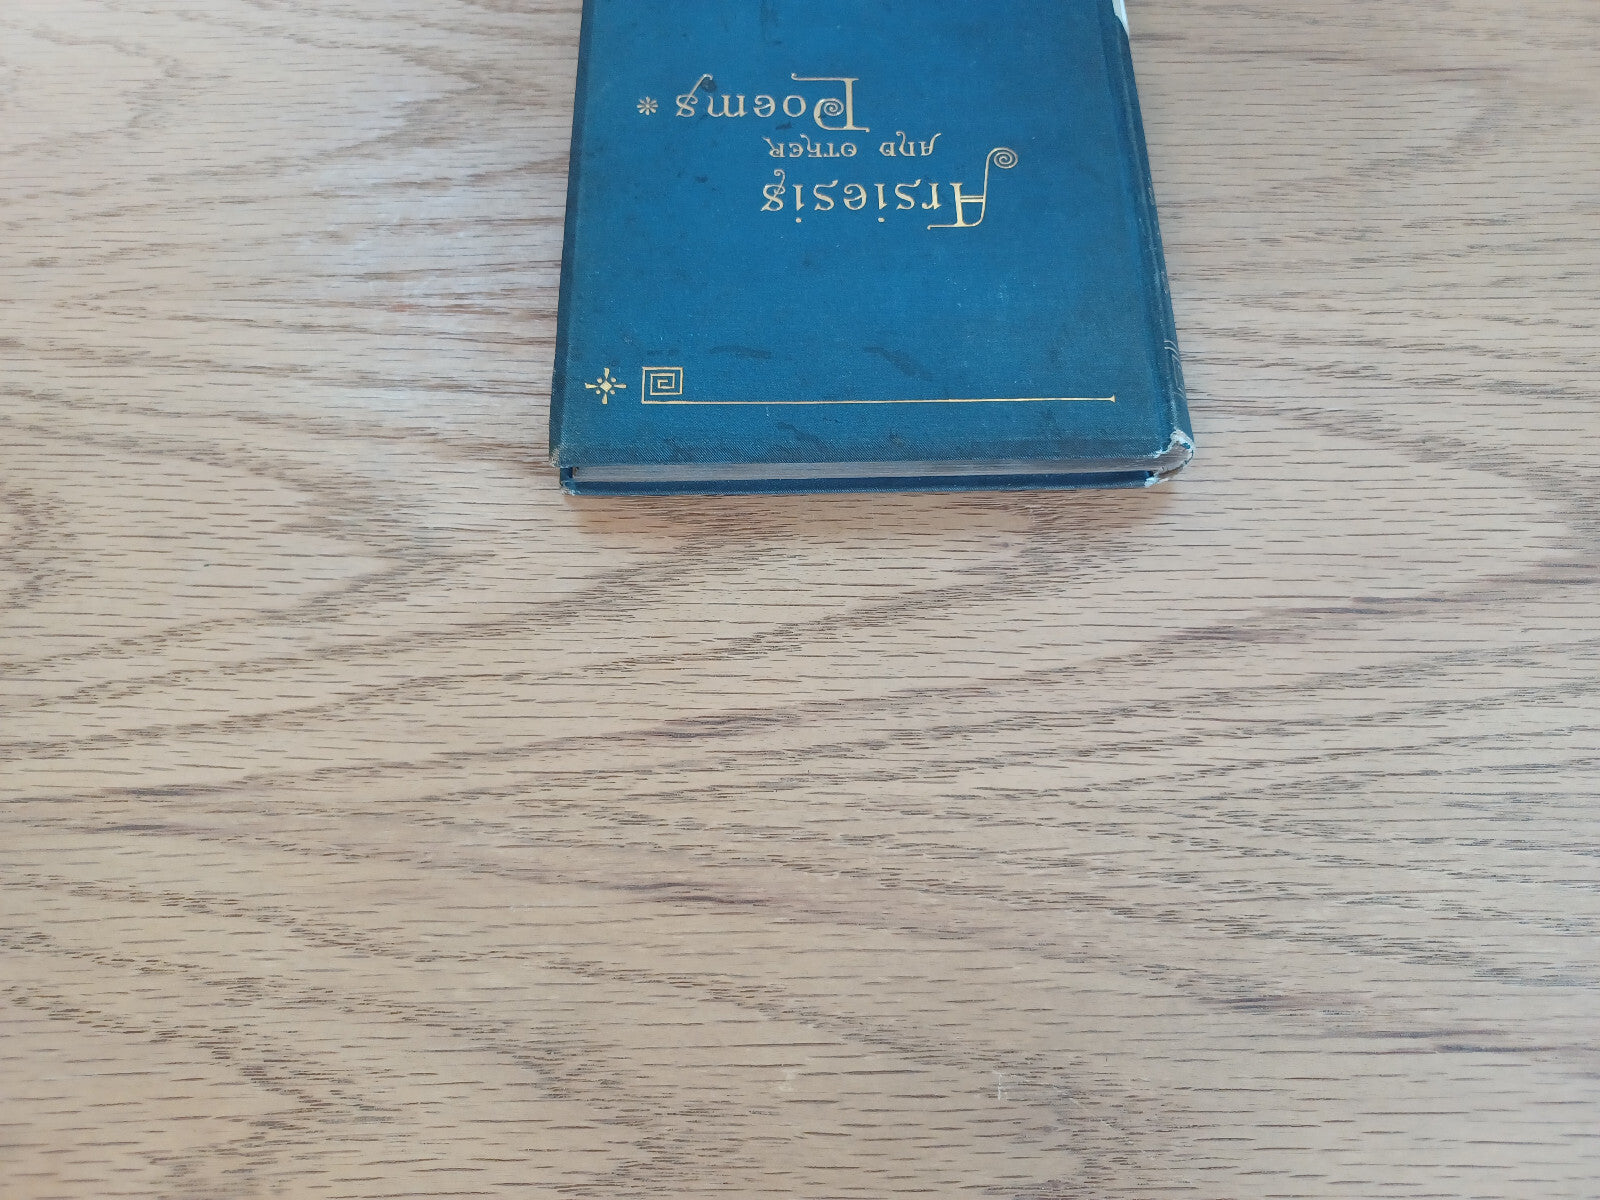 Arsiesis
AND OTHER
Poems